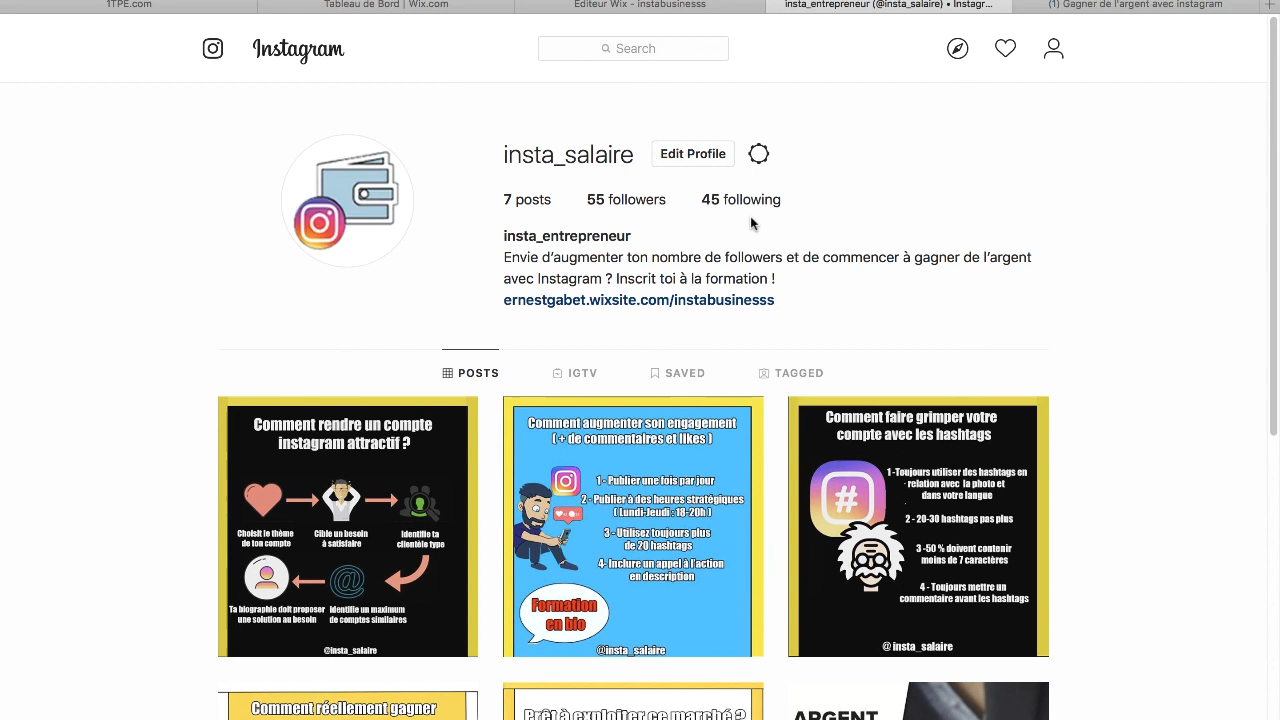 1TPE.com
Tableau de Bord | Wix.com
Editeur Wix - instabusinesss
insta_entrepreneur (@insta_salaire) • Instagr...
(1) Gagner de l'argent avec instagram
Instagram
Search
insta_salaire
Edit Profile
7 posts
55 followers
45 following
insta_entrepreneur
Envie d’augmenter ton nombre de followers et de commencer à gagner de l’argent
avec Instagram ? Inscrit toi à la formation !
ernestgabet.wixsite.com/instabusinesss
POSTS
IGTV
SAVED
TAGGED
Comment rendre un compte
instagram attractif ?
Choisit le thème
de ton compte
Cible un besoin
à satisfaire
Identifie ta
clientèle type
Ta biographie doit proposer
une solution au besoin
Identifie un maximum
de comptes similaires
@insta_salaire
Comment augmenter son engagement
( + de commentaires et likes )
1 - Publier une fois par jour
2- Publier à des heures stratégiques
( Lundi-Jeudi : 18-20h )
3 - Utilisez toujours plus
de 20 hashtags
4- Inclure un appel à l'action
en description
Formation
en bio
@insta_salaire
Comment faire grimper votre
compte avec les hashtags
1 -Toujours utiliser des hashtags en
relation avec la photo et
dans votre langue
2 - 20-30 hashtags pas plus
3 -50 % doivent contenir
moins de 7 caractères
4 - Toujours mettre un
commentaire avant les hashtags
@insta_salaire
Comment réellement gagner
Prêt à exploiter ce marché ?
ARGENT